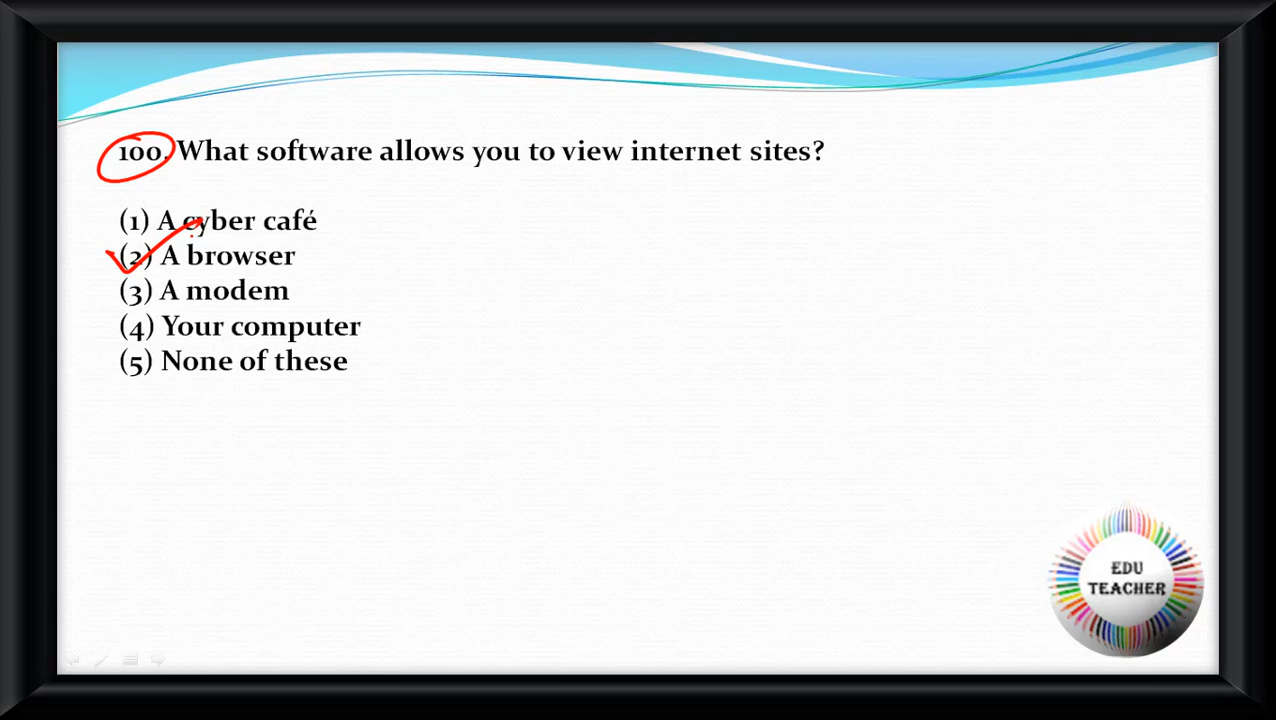 100. What software allows you to view internet sites?
(1) A cyber café
(2) A browser
(3) A modem
(4) Your computer
(5) None of these
EDU
TEACHER